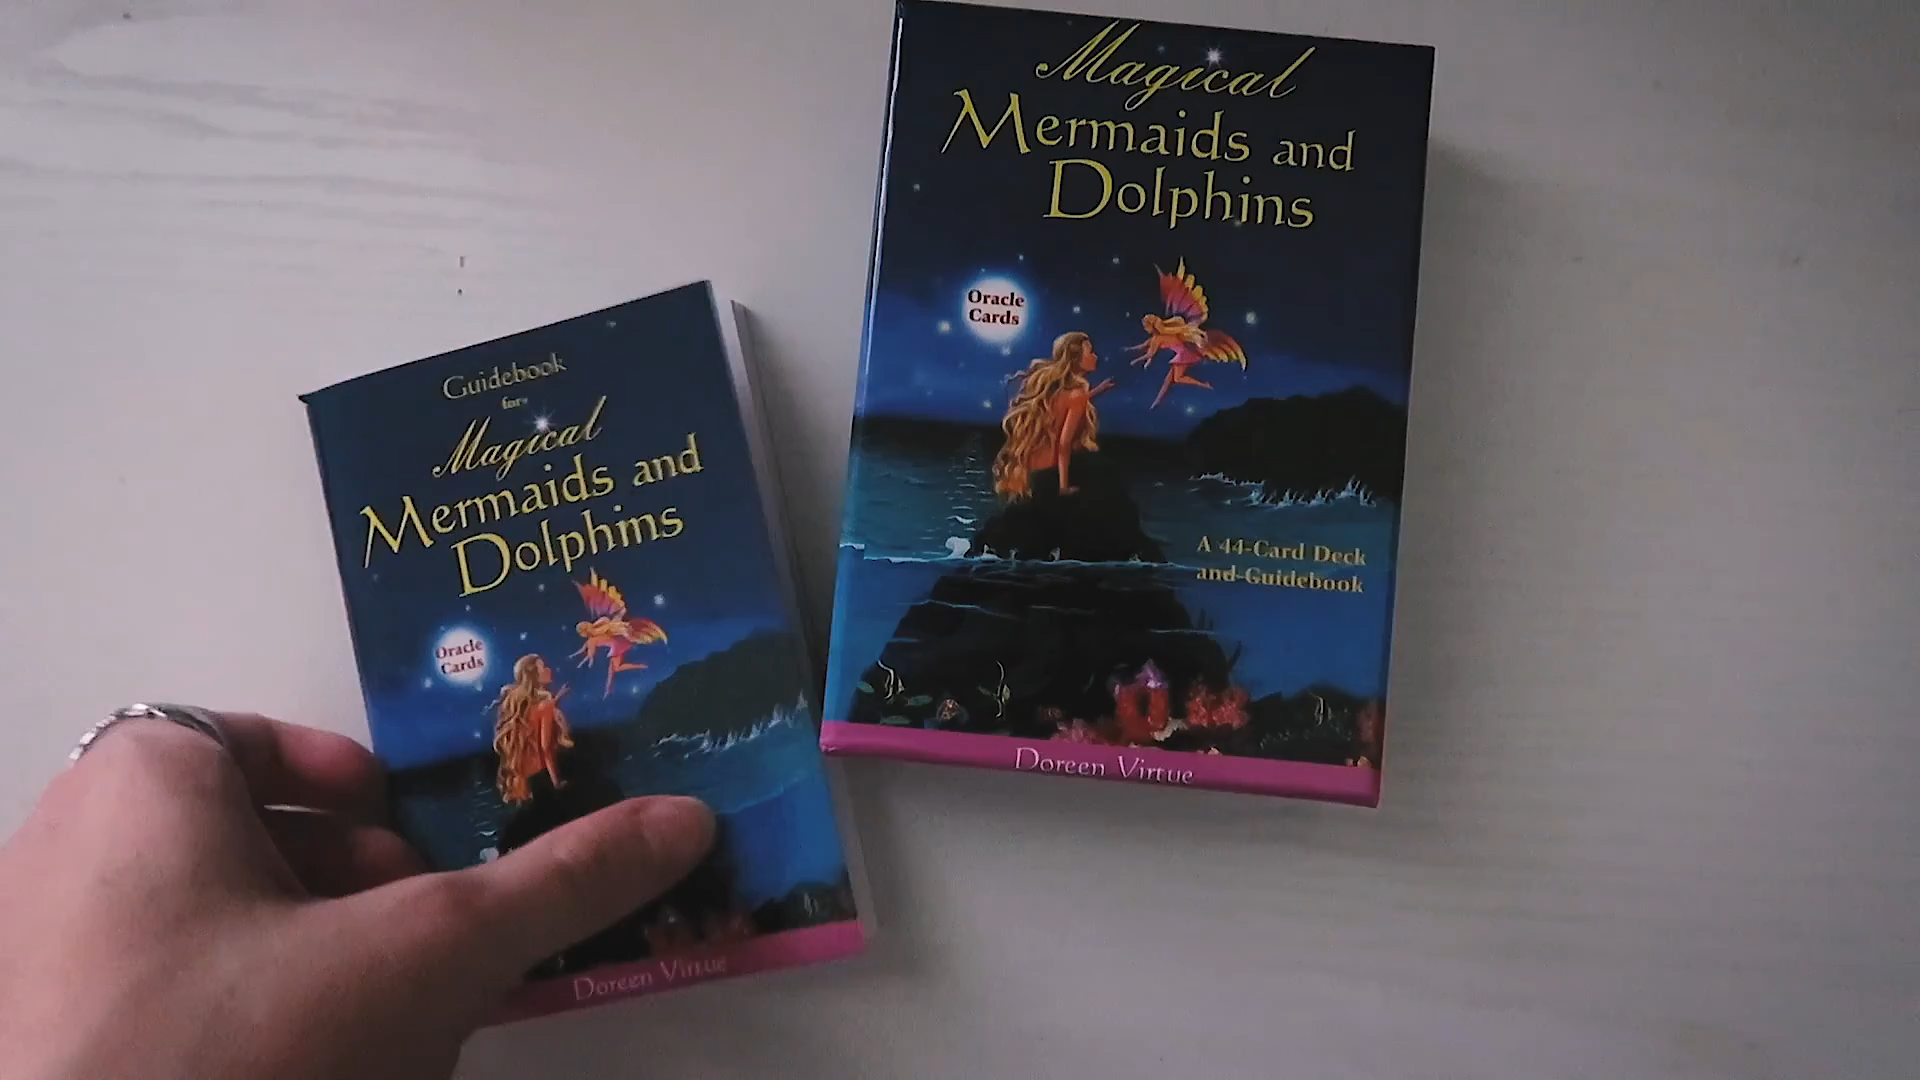 Guidebook
for
Magical
Mermaids and
Dolphins
Oracle
Cards
Doreen Virtue
Magical
Mermaids and
Dolphins
Oracle
Cards
A 44-Card Deck
and Guidebook
Doreen Virtue